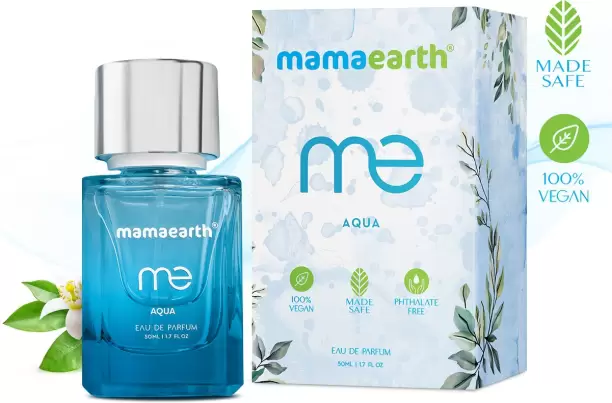 mamaearth®
me
AQUA
EAU DE PARFUM
50ML | 1.7 FL OZ
mamaearth®
me
AQUA
100%
VEGAN
MADE
SAFE
PHTHALATE
FREE
EAU DE PARFUM
50ML | 1.7 FL OZ
MADE
SAFE
100%
VEGAN